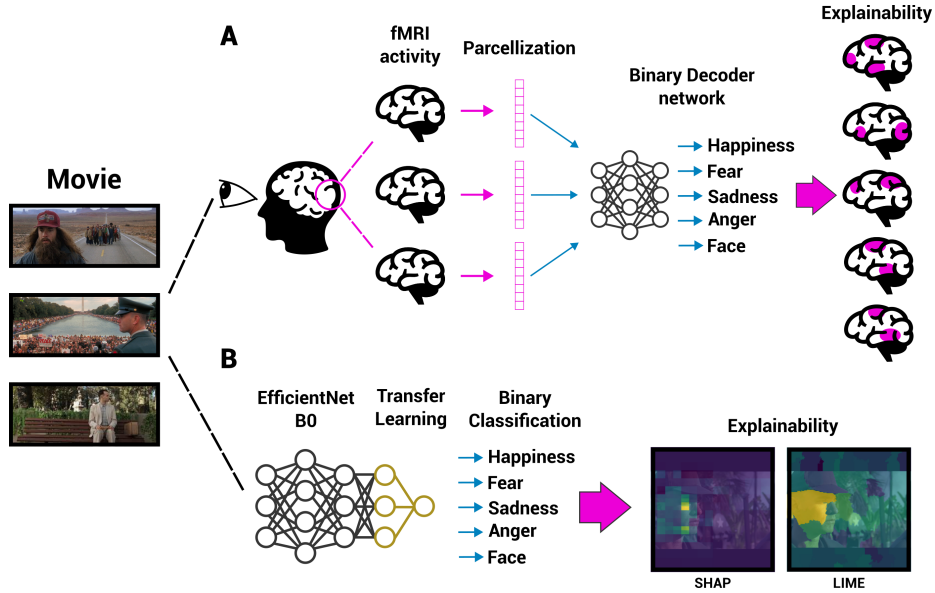 A
fMRI
activity
Parcellization
Binary Decoder
network
Explainability
Happiness
Fear
Sadness
Anger
Face
Movie
B
EfficientNet
B0
Transfer
Learning
Binary
Classification
Happiness
Fear
Sadness
Anger
Face
Explainability
SHAP
LIME